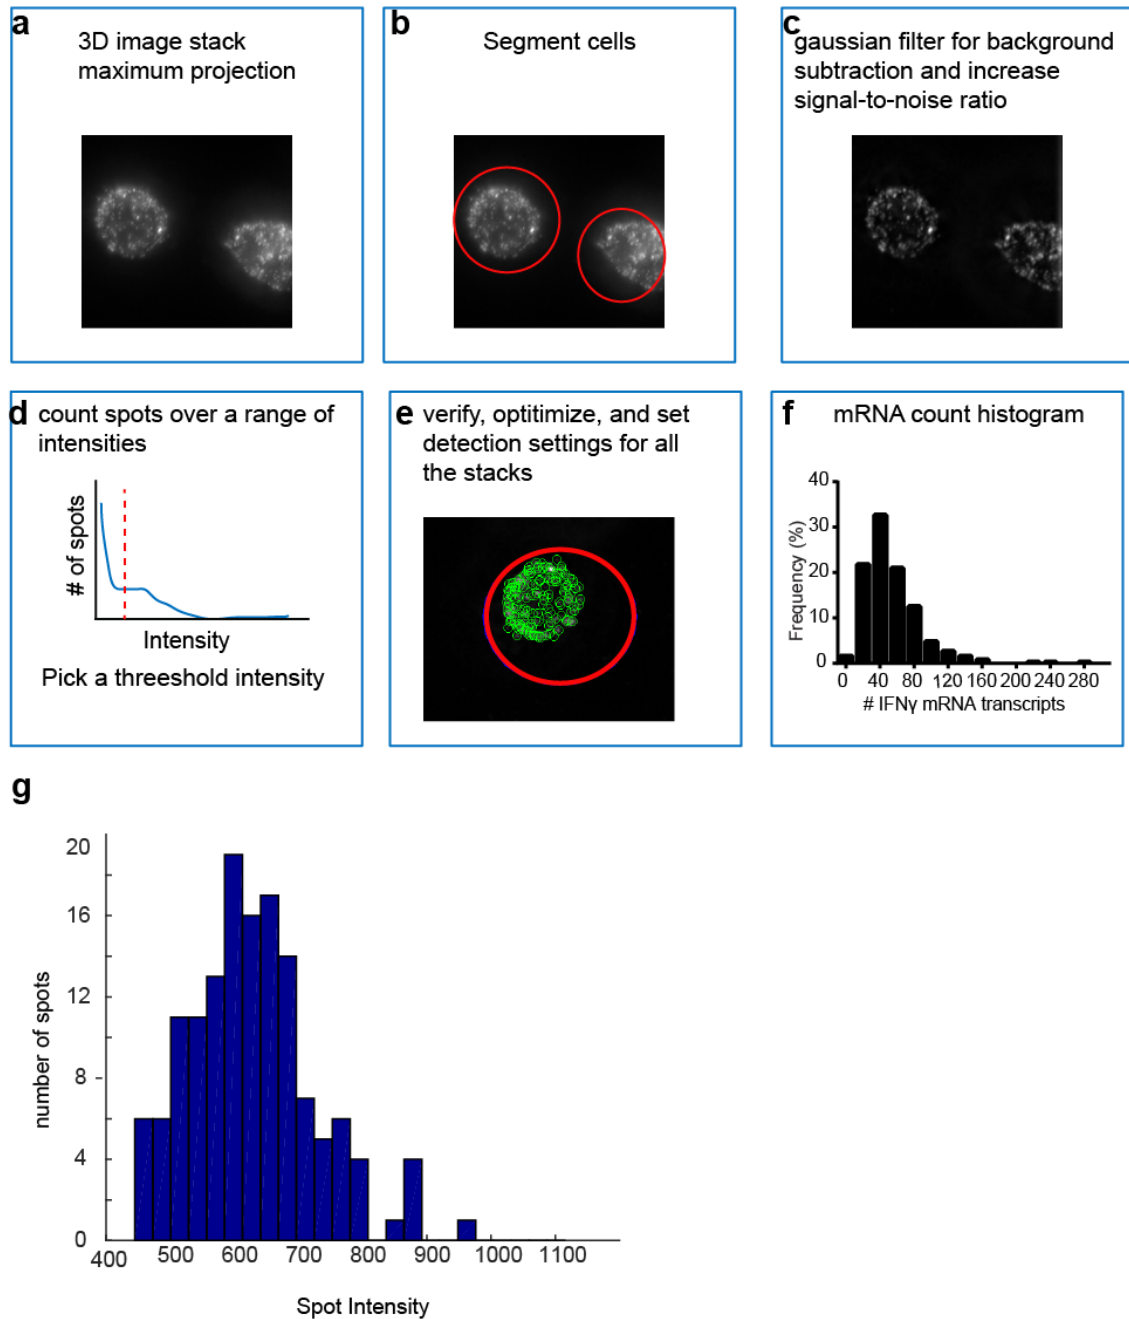 a
3D image stack
maximum projection
b
Segment cells
c
gaussian filter for background
subtraction and increase
signal-to-noise ratio
d
count spots over a range of
intensities
# of spots
Intensity
Pick a threeshold intensity
e
verify, optitimize, and set
detection settings for all
the stacks
f
mRNA count histogram
40
30
20
10
0
Frequency (%)
0 40 80 120 160 200 240 280
# IFNγ mRNA transcripts
g
20
16
12
8
4
0
number of spots
400 500 600 700 800 900 1000 1100
Spot Intensity